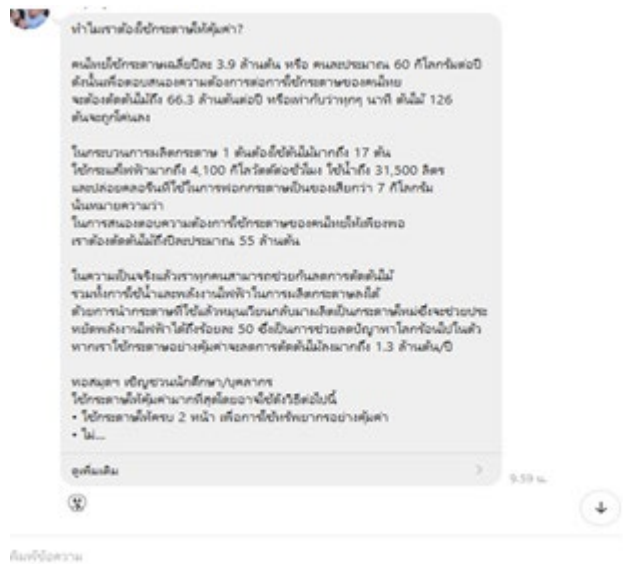 ทำไมเราต้องใช้กระดาษให้คุ้มค่า?
คนไทยใช้กระดาษเฉลี่ยปีละ 3.9 ล้านตัน หรือ คนละประมาณ 60 กิโลกรัมต่อปี
ดังนั้นเพื่อตอบสนองความต้องการต่อการใช้กระดาษของคนไทย
จะต้องตัดต้นไม้ถึง 66.3 ล้านต้นต่อปี หรือเท่ากับว่าทุกๆ นาที ต้นไม้ 126
ต้นจะถูกโค่นลง
ในกระบวนการผลิตกระดาษ 1 ตันต้องใช้ต้นไม้มากถึง 17 ต้น
ใช้กระแสไฟฟ้ามากถึง 4,100 กิโลวัตต์ต่อชั่วโมง ใช้น้ำถึง 31,500 ลิตร
และปล่อยคลอรีนที่ใช้ในการฟอกกระดาษเป็นของเสียกว่า 7 กิโลกรัม
นั่นหมายความว่า
ในการสนองตอบความต้องการใช้กระดาษของคนไทยให้เพียงพอ
เราต้องตัดต้นไม้ถึงปีละประมาณ 55 ล้านต้น
ในความเป็นจริงแล้วเราทุกคนสามารถช่วยกันลดการตัดต้นไม้
รวมทั้งการใช้น้ำและพลังงานไฟฟ้าในการผลิตกระดาษลงได้
ด้วยการนำกระดาษที่ใช้แล้วหมุนเวียนกลับมาผลิตเป็นกระดาษใหม่ซึ่งจะช่วยประ
หยัดพลังงานไฟฟ้าได้ถึงร้อยละ 50 ซึ่งเป็นการช่วยลดปัญหาโลกร้อนไปในตัว
หากเราใช้กระดาษอย่างคุ้มค่าจะลดการตัดต้นไม้ลงมากถึง 1.3 ล้านต้น/ปี
หอสมุดฯ เชิญชวนนักศึกษา/บุคลากร
ใช้กระดาษให้คุ้มค่ามากที่สุดโดยอาจใช้ดังวิธีต่อไปนี้
• ใช้กระดาษให้ครบ 2 หน้า เพื่อการใช้ทรัพยากรอย่างคุ้มค่า
• ไม่...
ดูเพิ่มเติม
9.59 น.
พิมพ์ข้อความ